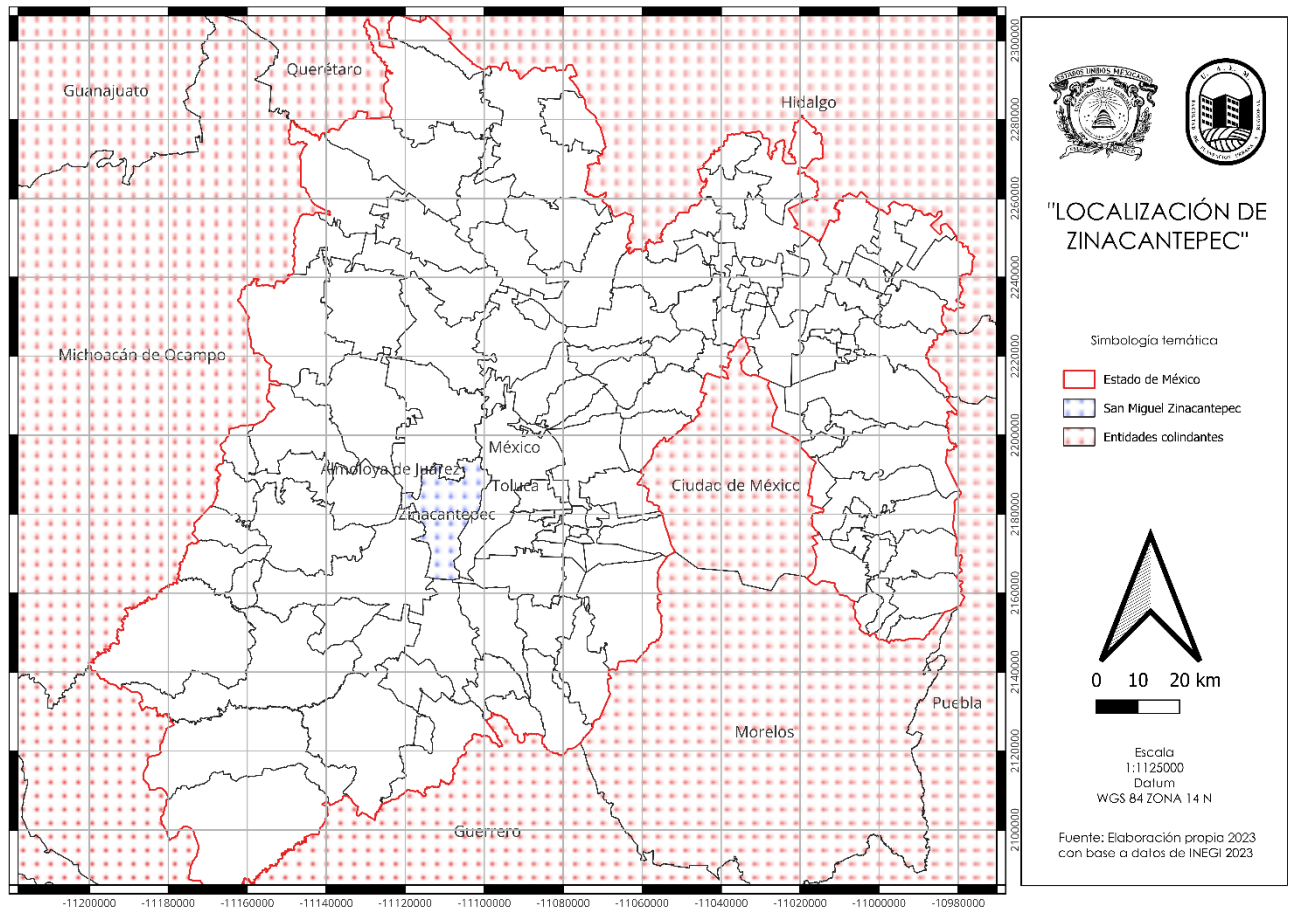 Guanajuato
Querétaro
Hidalgo
Michoacán de Ocampo
México
Almoloya de Juárez
Toluca
Ciudad de México
Zinacantepec
Puebla
Morelos
Guerrero
2300000
2280000
2260000
2240000
2220000
2200000
2180000
2160000
2140000
2120000
2100000
-11200000 -11180000 -11160000 -11140000 -11120000 -11100000 -11080000 -11060000 -11040000 -11020000 -11000000 -10980000
ESTADOS UNIDOS MEXICANOS
U. A. E. M.
"LOCALIZACIÓN DE
ZINACANTEPEC"
Simbología temática
Estado de México
San Miguel Zinacantepec
Entidades colindantes
0 10 20 km
Escala
1:1125000
Datum
WGS 84 ZONA 14 N
Fuente: Elaboración propia 2023
con base a datos de INEGI 2023